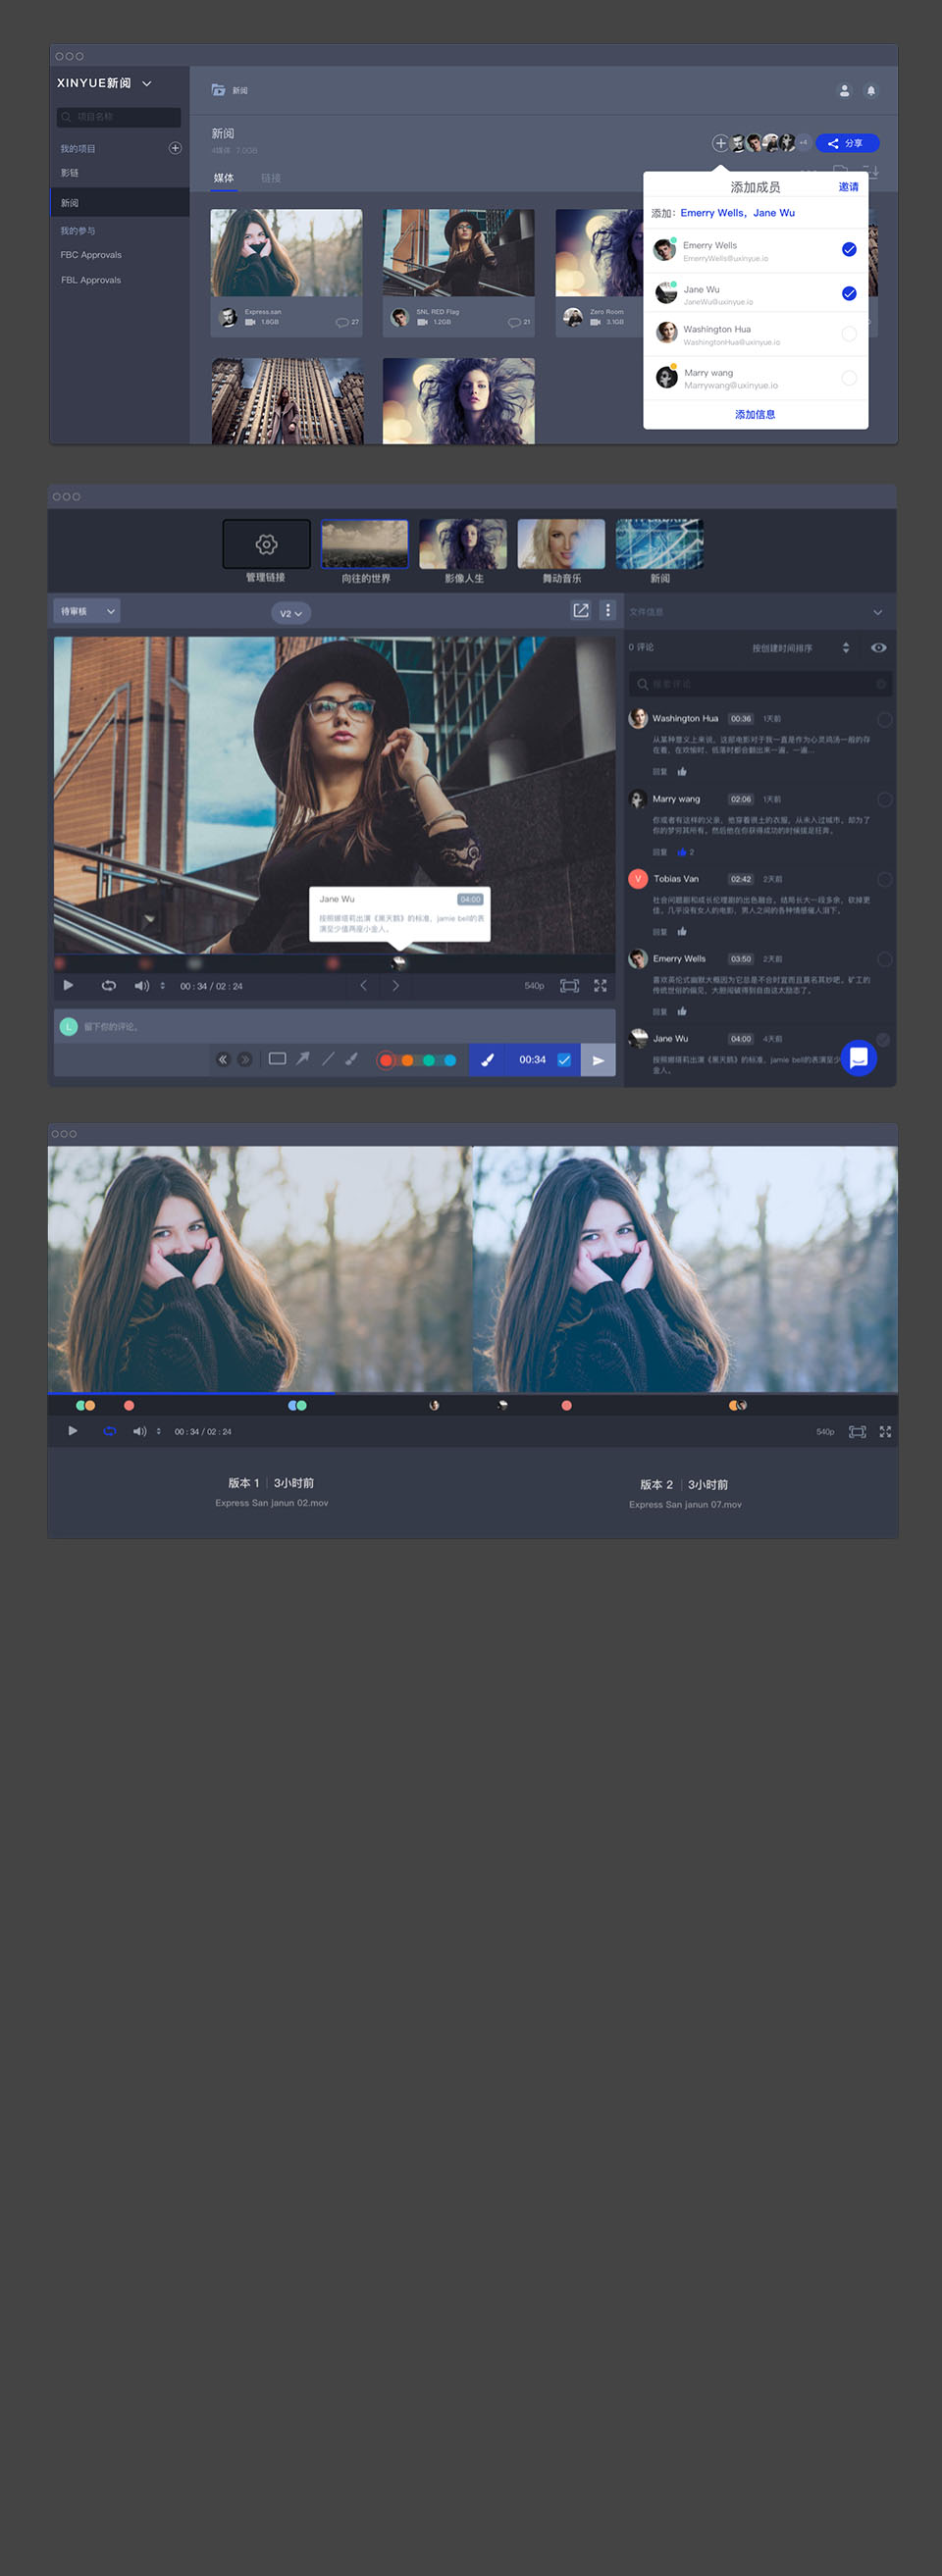 XINYUE新阅
项目名称
我的项目
影链
新阅
我的参与
FBC Approvals
FBL Approvals
新阅
新阅
4媒体 7.0GB
+4
分享
媒体
链接
Express.san
1.8GB
27
SNL RED Flag
1.2GB
21
Zero Room
3.1GB
添加成员
邀请
添加：Emerry Wells，Jane Wu
Emerry Wells
EmerryWells@uxinyue.io
Jane Wu
JaneWu@uxinyue.io
Washington Hua
WashingtonHua@uxinyue.io
Marry wang
Marrywang@uxinyue.io
添加信息
管理链接
向往的世界
影像人生
舞动音乐
新阅
待审核
V2
文件信息
0 评论
按创建时间排序
搜索评论
Washington Hua 00:36 1天前
从某种意义上来说，这部电影对于我一直是作为心灵鸡汤一般的存
在着，在欢愉时，低落时都会翻出来一遍，一遍...
回复
Marry wang 02:06 1天前
你或者有这样的父亲，他穿着很土的衣服，从未入过城市，却为了
你的梦穷其所有。然后他在你获得成功的时候拔足狂奔。
回复 2
V
Tobias Van 02:42 2天前
社会问题剧和成长伦理剧的出色融合。结局长大一段多余，砍掉更
佳。几乎没有女人的电影，男人之间的各种情感催人泪下。
回复
Emerry Wells 03:50 2天前
喜欢英伦式幽默大概因为它总是不合时宜而且莫名其妙吧。矿工的
传统世俗的偏见，大胆闯破得到自由这太励志了。
回复
Jane Wu 04:00 4天前
按照娜塔莉出演《黑天鹅》的标准，jamie bell的表演至少
金人。
Jane Wu
04:00
按照娜塔莉出演《黑天鹅》的标准，jamie bell的表
演至少值两座小金人。
00 : 34 / 02 : 24
540p
L
留下你的评论。
00:34
00 : 34 / 02 : 24
540p
版本 1
3小时前
Express San janun 02.mov
版本 2
3小时前
Express San janun 07.mov